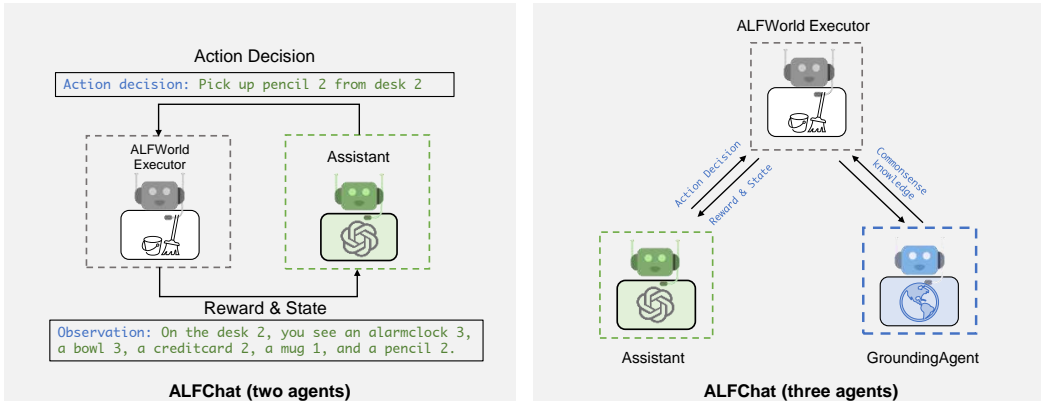 Action Decision
Action decision: Pick up pencil 2 from desk 2
ALFWorld
Executor
Assistant
Reward & State
Observation: On the desk 2, you see an alarmclock 3,
a bowl 3, a creditcard 2, a mug 1, and a pencil 2.
ALFChat (two agents)
ALFWorld Executor
Action Decision
Reward & State
Commonsense
knowledge
Assistant
GroundingAgent
ALFChat (three agents)